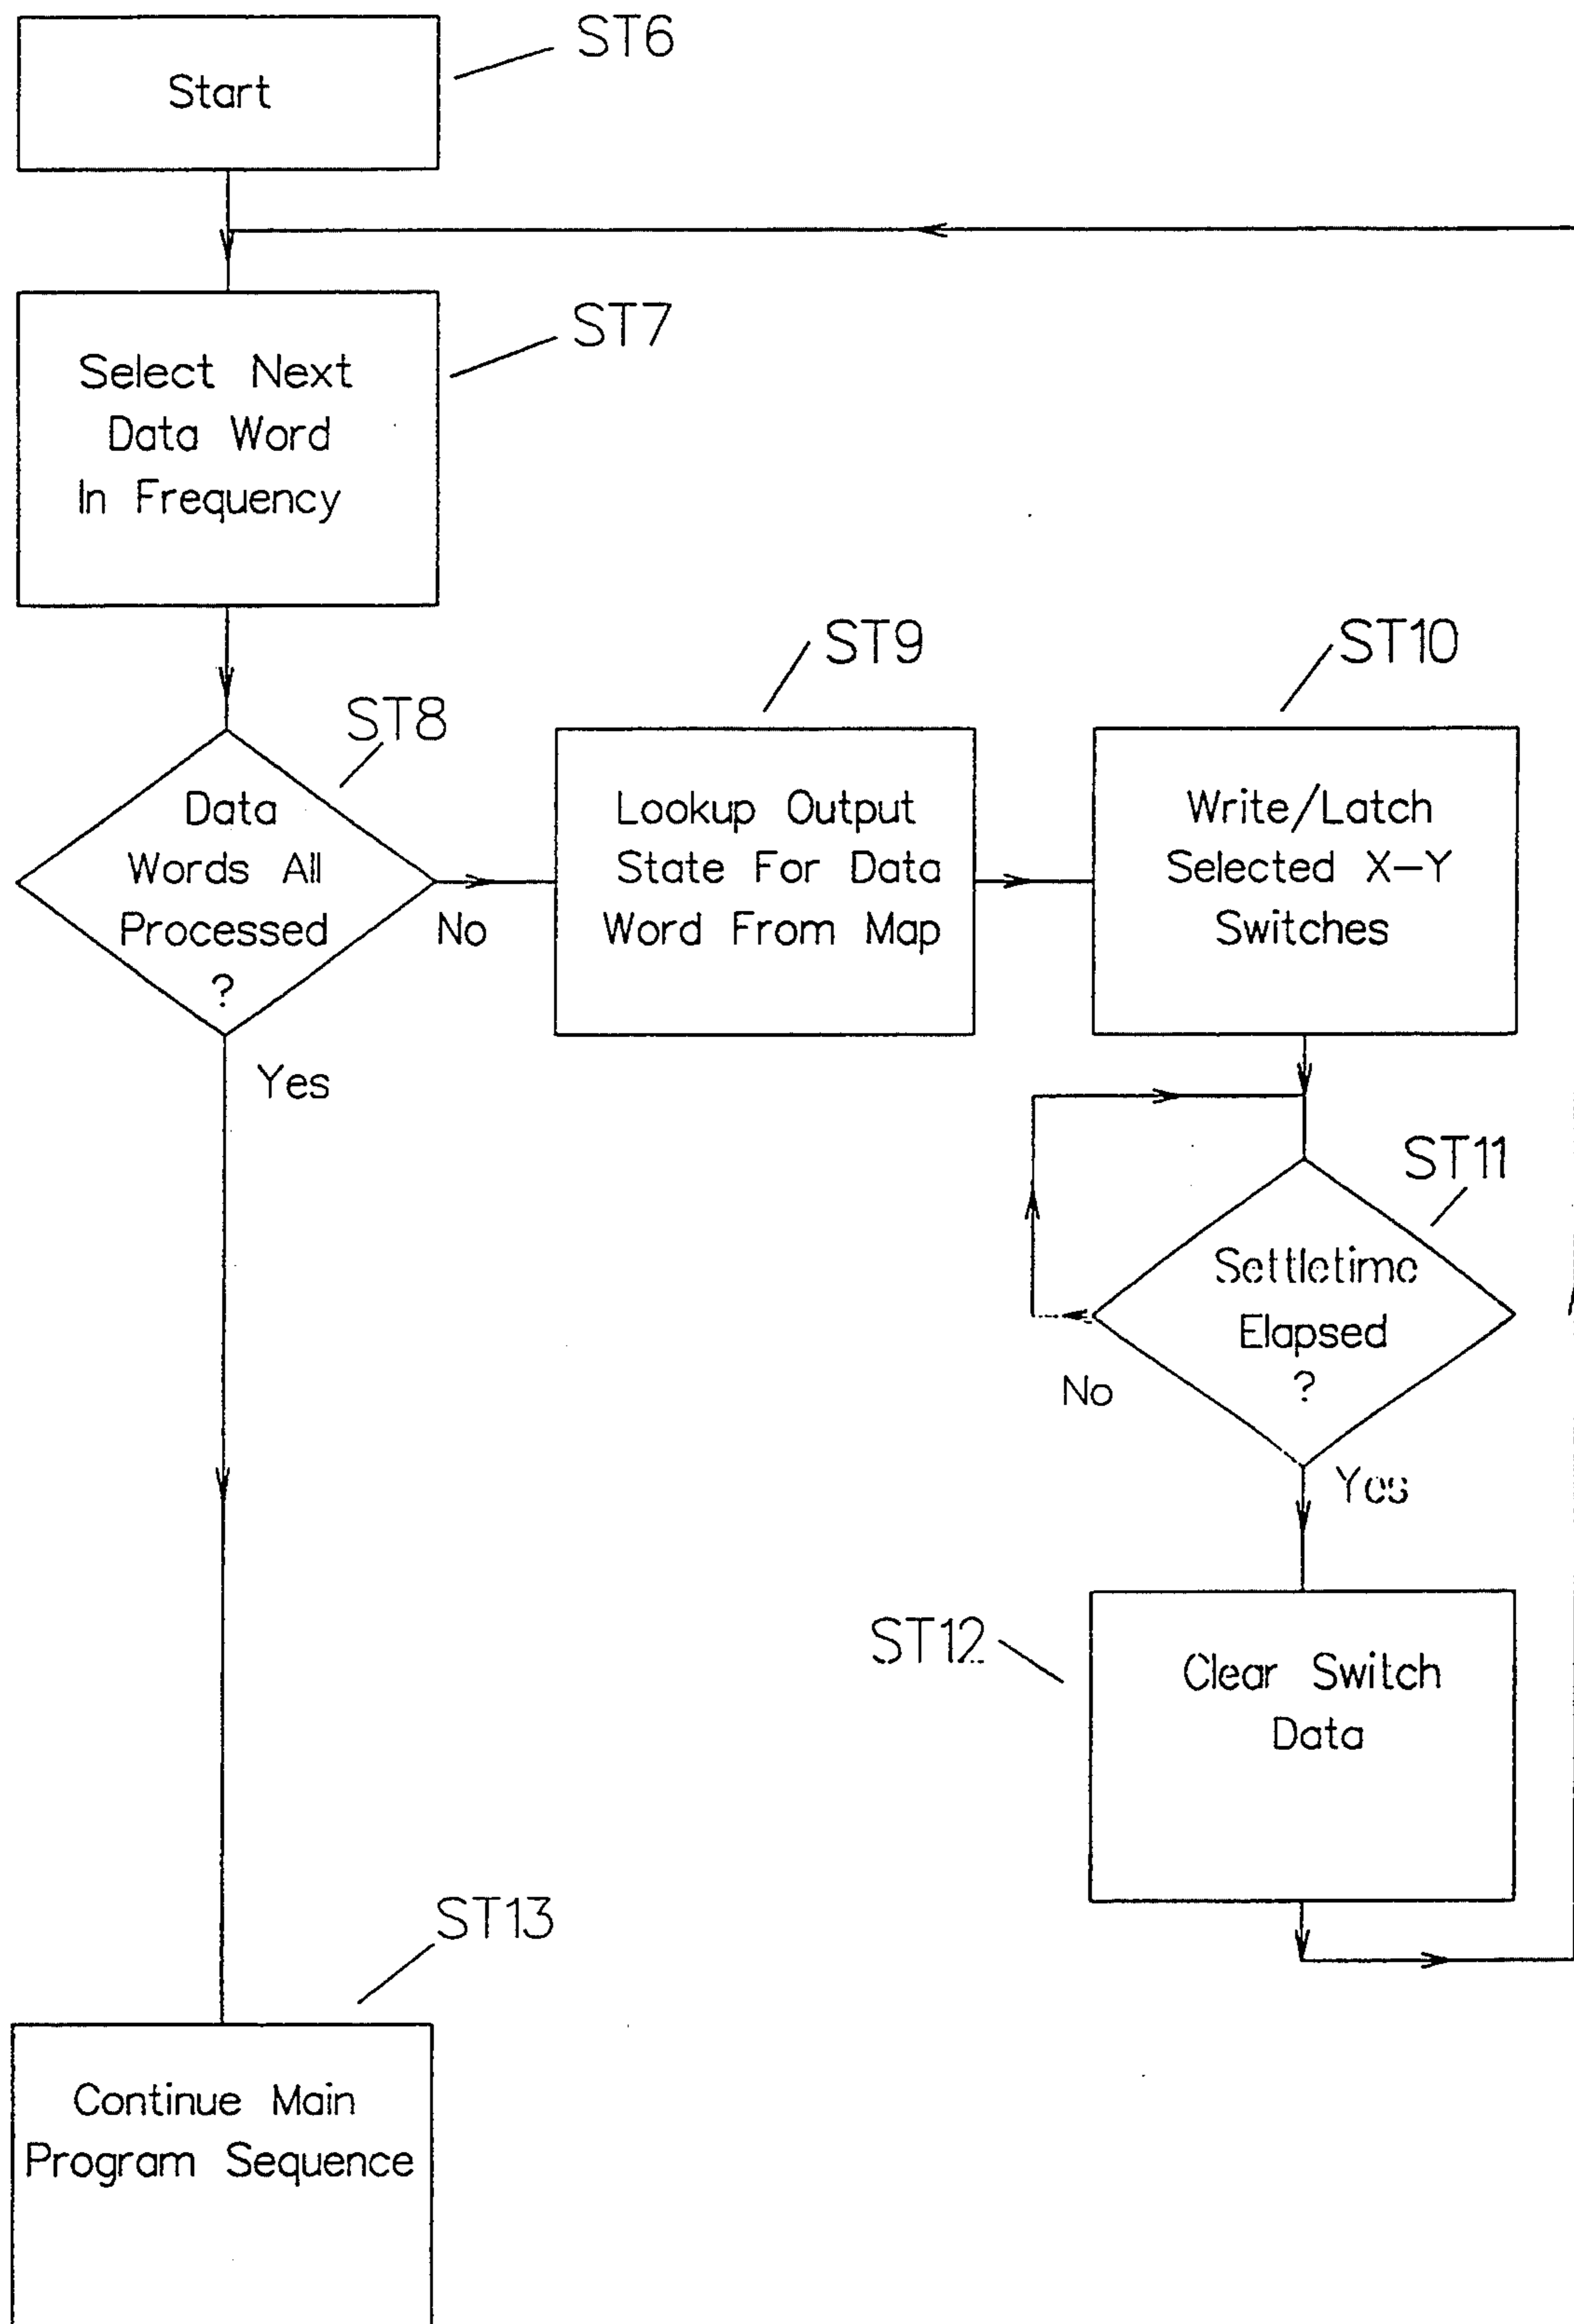 ST6
Start
ST7
Select Next
Data Word
In Frequency
ST8
Data
Words All
Processed
?
No
Yes
ST9
Lookup Output
State For Data
Word From Map
ST10
Write/Latch
Selected X-Y
Switches
ST11
Settletime
Elapsed
?
No
Yes
ST12
Clear Switch
Data
ST13
Continue Main
Program Sequence